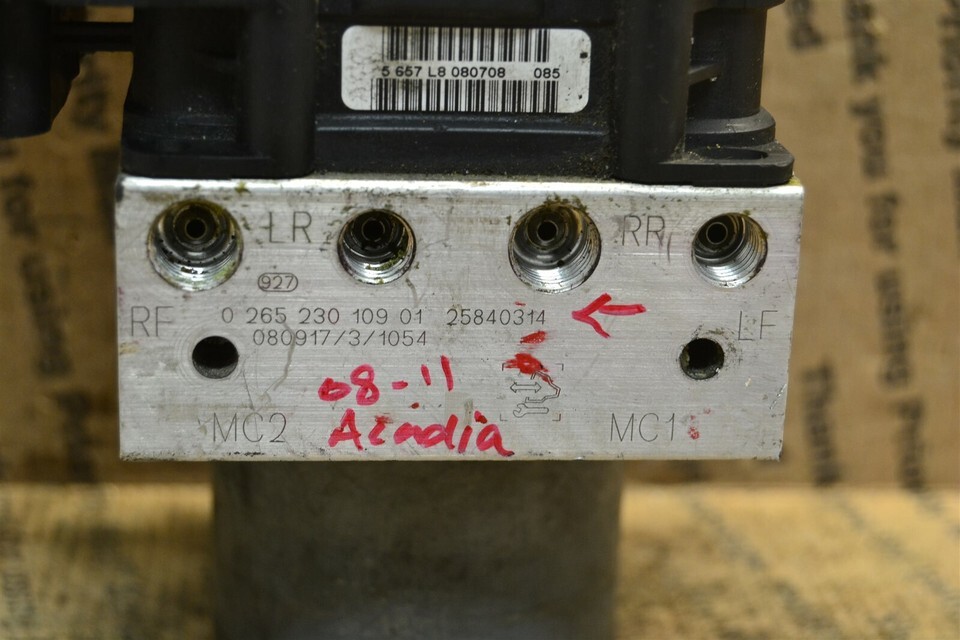 5 657 L8 080708 085
LR RR
927
RF 0 265 230 109 01 25840314 LF
080917/3/1054
08-11
Acadia
MC2 MC1